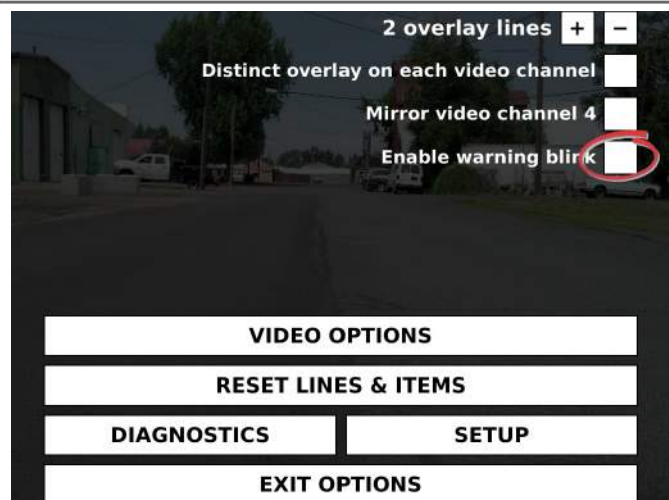 2 overlay lines + −
Distinct overlay on each video channel
Mirror video channel 4
Enable warning blink
VIDEO OPTIONS
RESET LINES & ITEMS
DIAGNOSTICS SETUP
EXIT OPTIONS